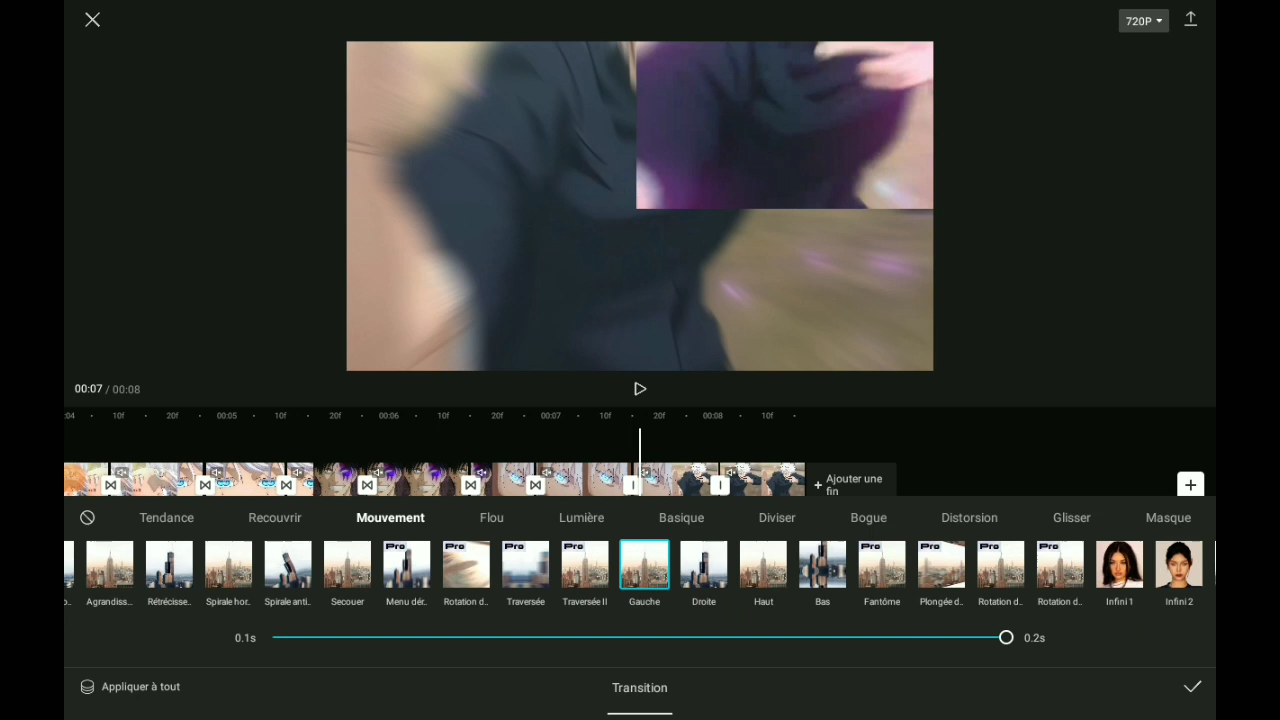 720P
00:07 / 00:08
:04 10f 20f 00:05 10f 20f 00:06 10f 20f 00:07 10f 20f 00:08 10f
+ Ajouter une
fin
+
Tendance Recouvrir Mouvement Flou Lumière Basique Diviser Bogue Distorsion Glisser Masque
Pro Pro Pro Pro Pro Pro Pro Pro
o.. Agrandiss... Rétrécisse.. Spirale hor.. Spirale anti.. Secouer Menu dér.. Rotation d.. Traversée Traversée II Gauche Droite Haut Bas Fantôme Plongée d.. Rotation d.. Rotation d.. Infini 1 Infini 2
0.1s 0.2s
Appliquer à tout Transition